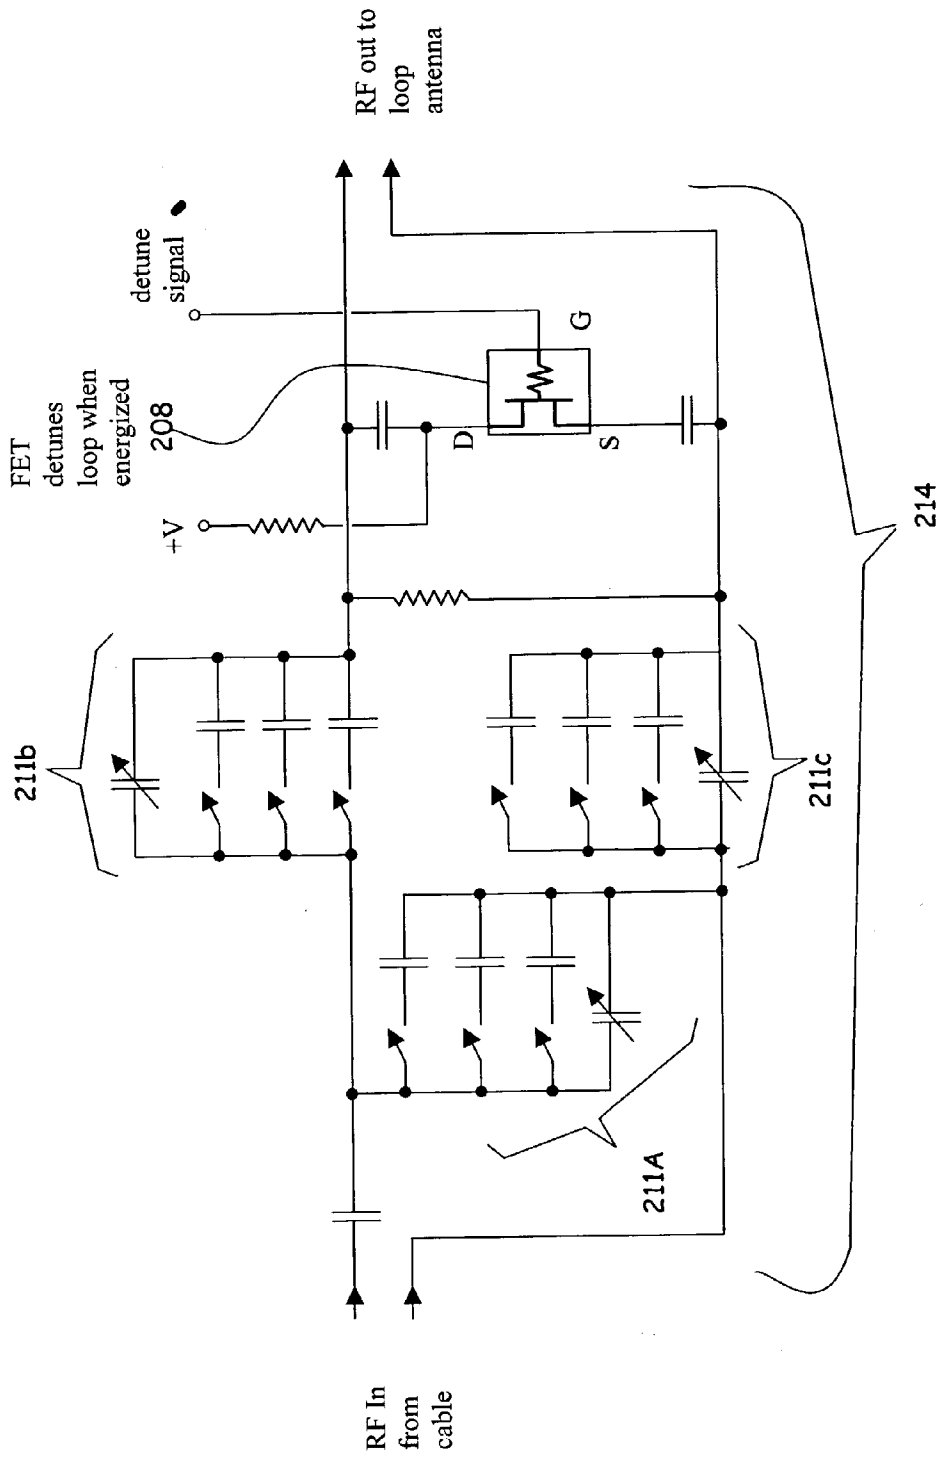 FET
detunes
loop when
energized
208
detune
signal
RF out to
loop
antenna
+V
D
G
S
211b
211c
211A
214
RF In
from
cable